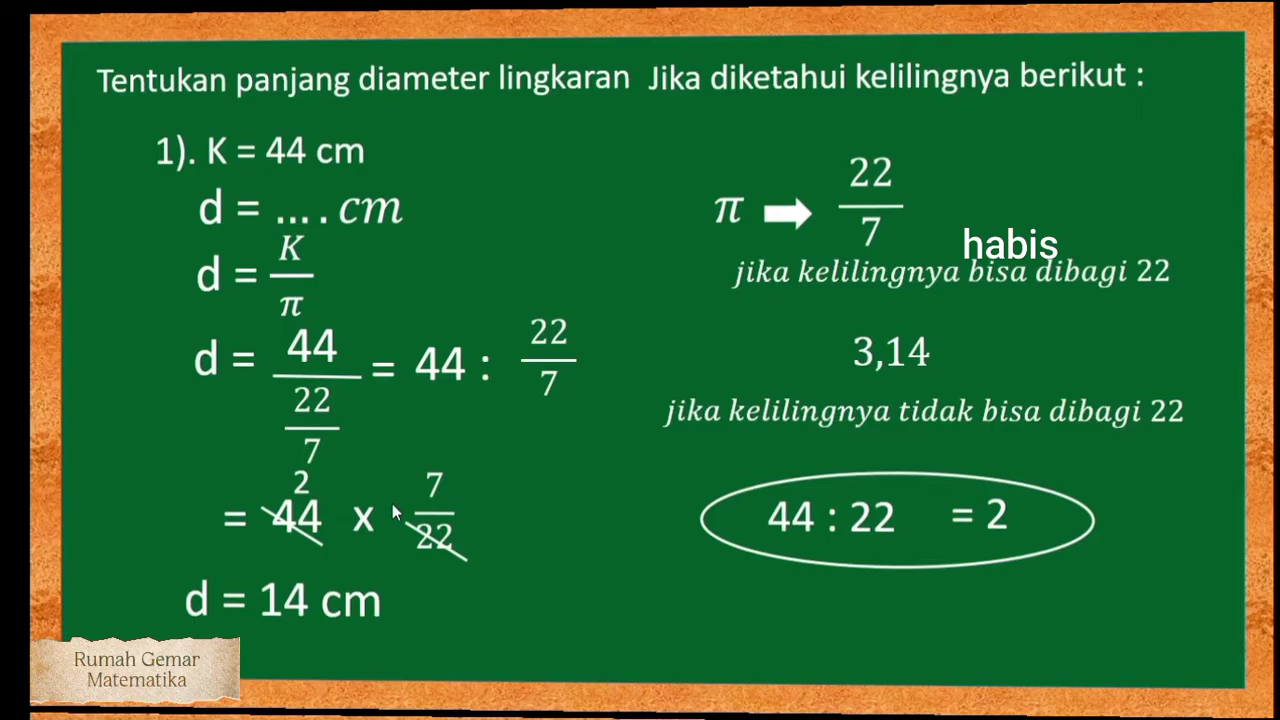 Tentukan panjang diameter lingkaran Jika diketahui kelilingnya berikut :
1). K = 44 cm
d = ... . cm
d = K/π
d = 44/(22/7) = 44 : 22/7
2
= 44 x 7/22
d = 14 cm
π ➡ 22/7
habis
jika kelilingnya bisa dibagi 22
3,14
jika kelilingnya tidak bisa dibagi 22
44 : 22 = 2
Rumah Gemar
Matematika